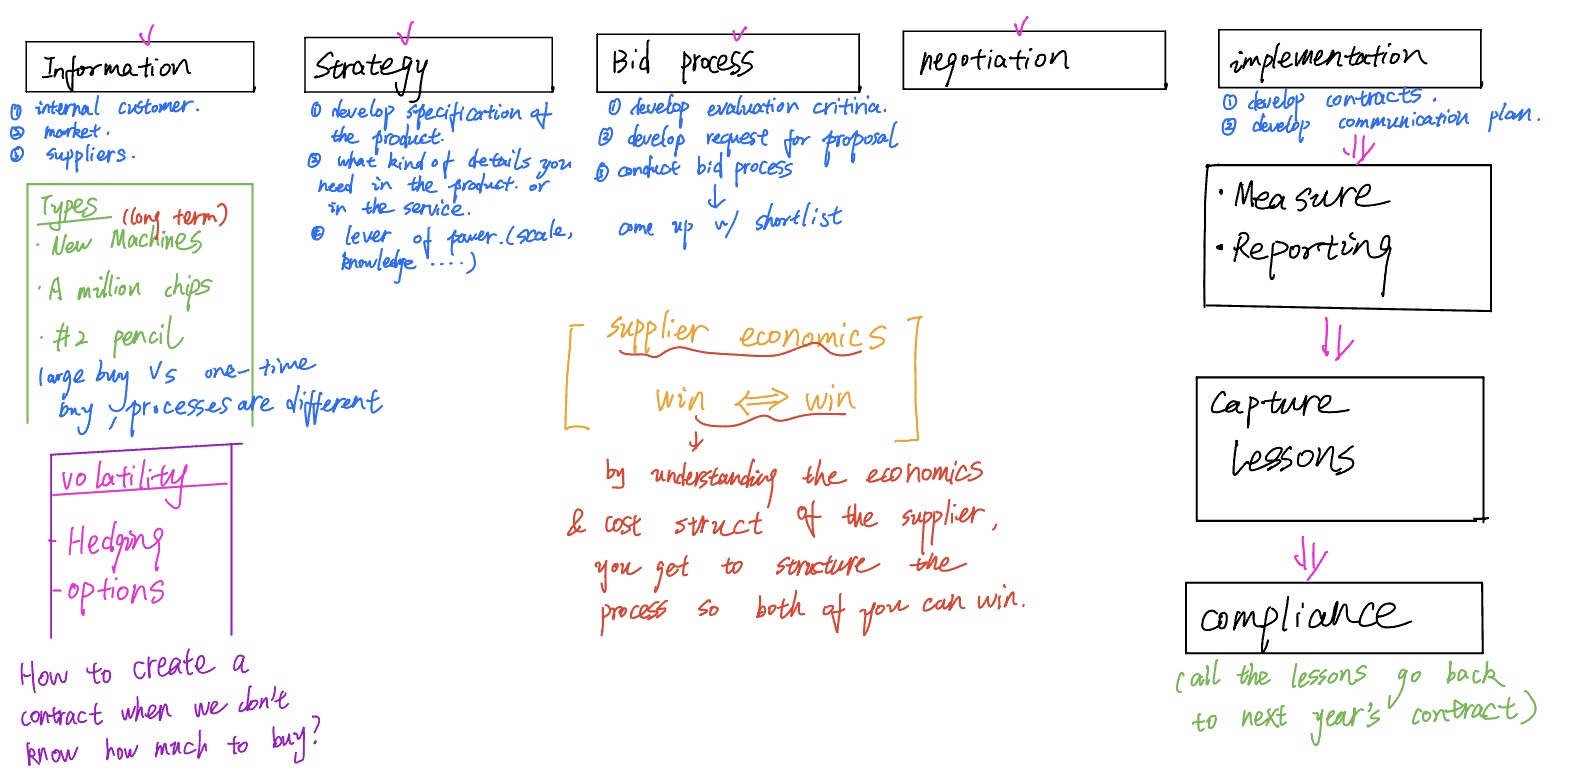 Information
① internal customer.
② market.
③ suppliers.
Types (long term)
· New Machines
· A million chips
· #2 pencil
large buy vs one-time
buy, processes are different
volatility
- Hedging
- options
How to create a
contract when we don't
know how much to buy?
Strategy
① develop specification of
the product.
② what kind of details you
need in the product. or
in the service.
③ lever of power. (scale,
knowledge ....)
Bid process
① develop evaluation critiria.
② develop request for proposal
③ conduct bid process
↓
come up w/ shortlist
supplier economics
win ⟺ win
↓
by understanding the economics
& cost struct of the supplier,
you get to structure the
process so both of you can win.
negotiation
implementation
① develop contracts.
② develop communication plan.
· Measure
· Reporting
Capture
Lessons
compliance
(all the lessons go back
to next year's contract)